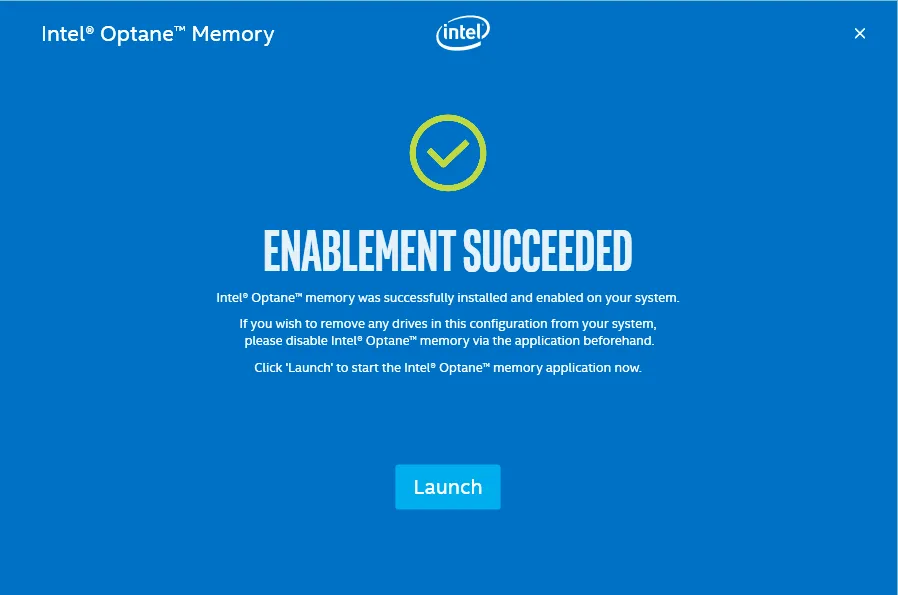 Intel® Optane™ Memory
intel
ENABLEMENT SUCCEEDED
Intel® Optane™ memory was successfully installed and enabled on your system.
If you wish to remove any drives in this configuration from your system,
please disable Intel® Optane™ memory via the application beforehand.
Click 'Launch' to start the Intel® Optane™ memory application now.
Launch